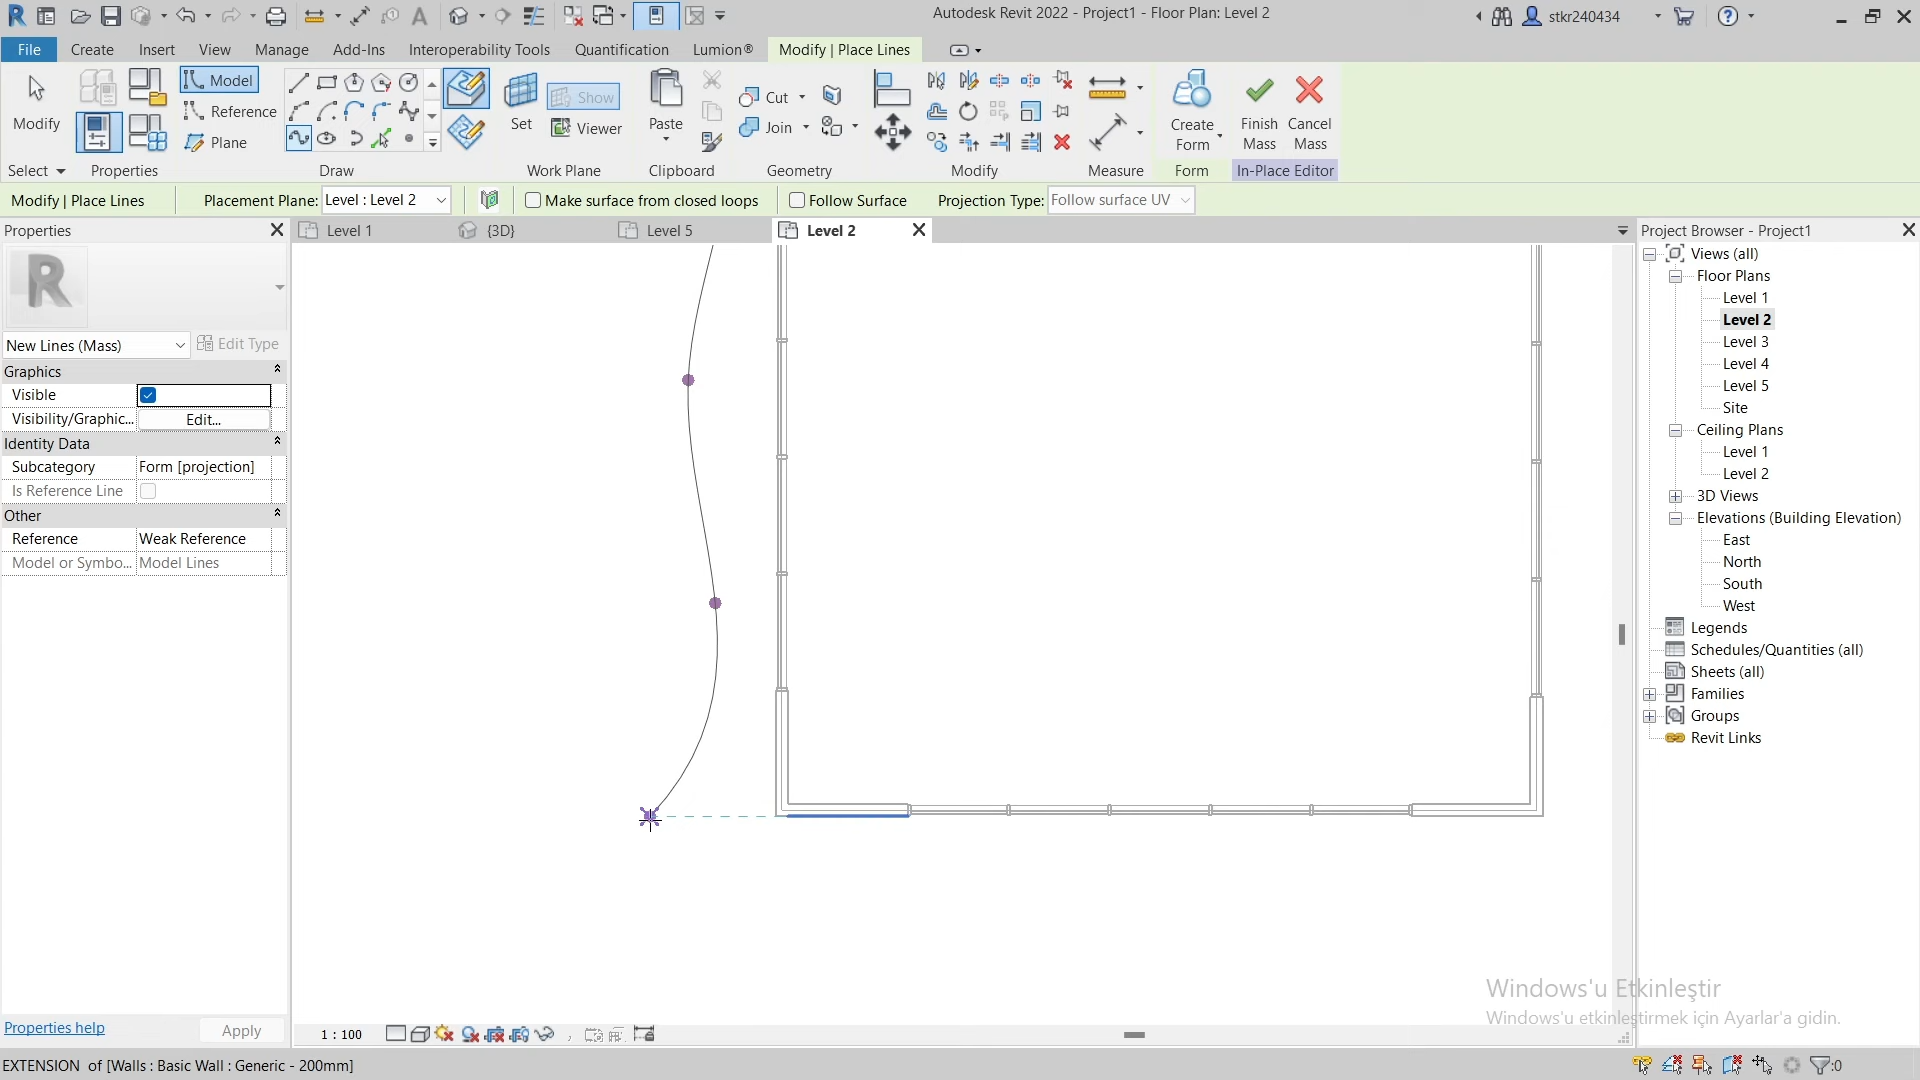 Autodesk Revit 2022 - Project1 - Floor Plan: Level 2
stkr240434
File
Create
Insert
View
Manage
Add-Ins
Interoperability Tools
Quantification
Lumion®
Modify | Place Lines
Modify
Model
Reference
Plane
Set
Show
Viewer
Paste
Cut
Join
Create
Form
Finish
Mass
Cancel
Mass
Select
Properties
Draw
Work Plane
Clipboard
Geometry
Modify
Measure
Form
In-Place Editor
Modify | Place Lines
Placement Plane: Level : Level 2
Make surface from closed loops
Follow Surface
Projection Type: Follow surface UV
Properties
Level 1
{3D}
Level 5
Level 2
Project Browser - Project1
R
New Lines (Mass)
Edit Type
Graphics
Visible
Visibility/Graphic... Edit...
Identity Data
Subcategory Form [projection]
Is Reference Line
Other
Reference Weak Reference
Model or Symbo... Model Lines
Views (all)
Floor Plans
Level 1
Level 2
Level 3
Level 4
Level 5
Site
Ceiling Plans
Level 1
Level 2
3D Views
Elevations (Building Elevation)
East
North
South
West
Legends
Schedules/Quantities (all)
Sheets (all)
Families
Groups
Revit Links
Windows'u Etkinleştir
Windows'u etkinleştirmek için Ayarlar'a gidin.
Properties help
Apply
1 : 100
EXTENSION of [Walls : Basic Wall : Generic - 200mm]
:0